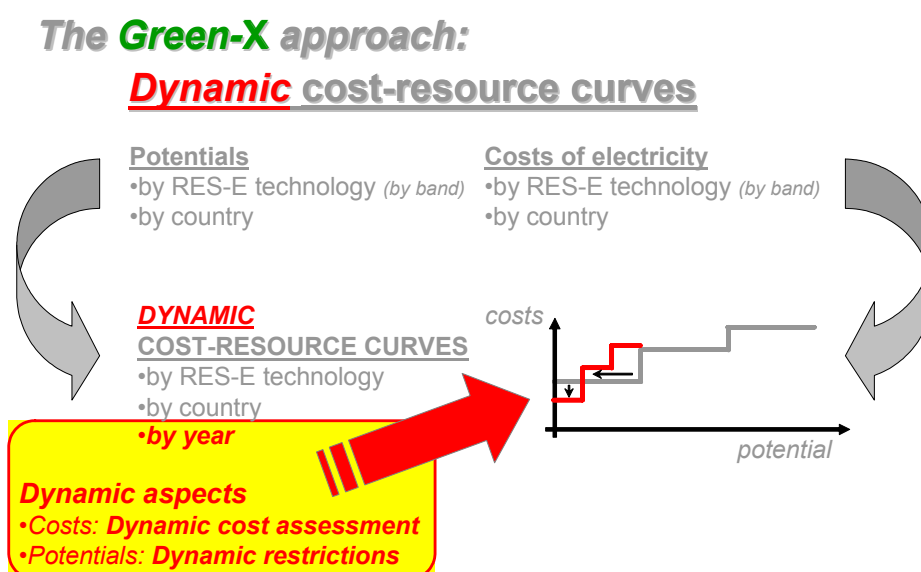 The Green-X approach:
Dynamic cost-resource curves
Potentials
•by RES-E technology (by band)
•by country
Costs of electricity
•by RES-E technology (by band)
•by country
DYNAMIC
COST-RESOURCE CURVES
•by RES-E technology
•by country
•by year
costs
potential
Dynamic aspects
•Costs: Dynamic cost assessment
•Potentials: Dynamic restrictions